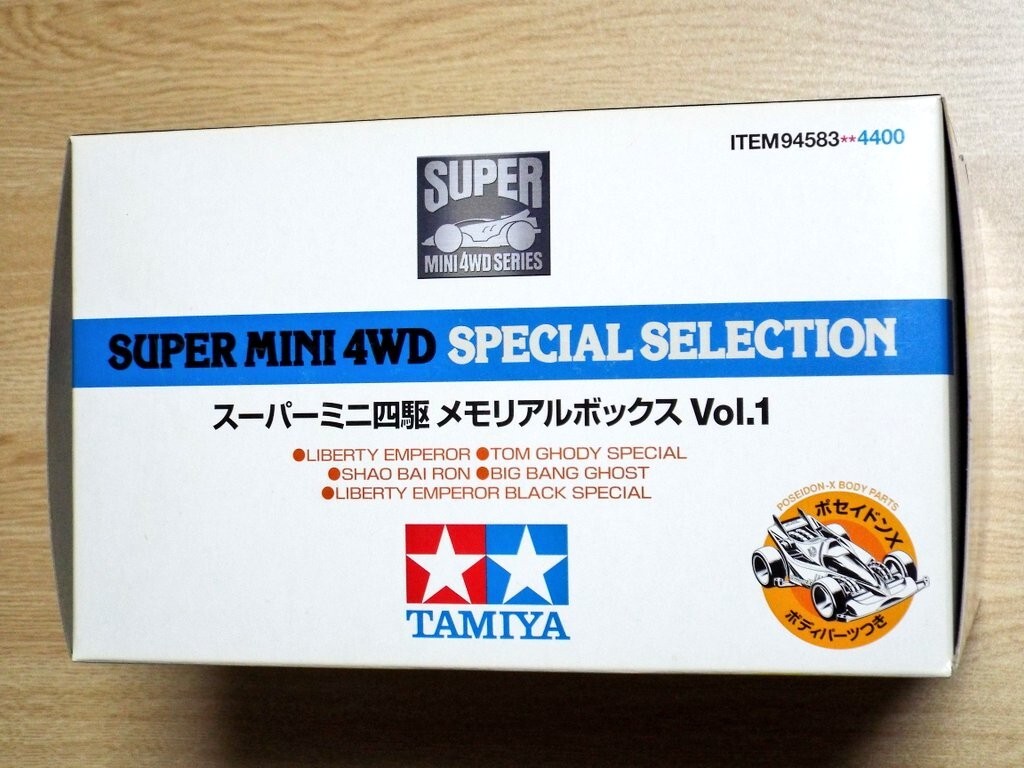 ITEM 94583**4400
SUPER
MINI 4WD SERIES
SUPER MINI 4WD SPECIAL SELECTION
スーパーミニ四駆 メモリアルボックス Vol.1
●LIBERTY EMPEROR ●TOM GHODY SPECIAL
●SHAO BAI RON ●BIG BANG GHOST
●LIBERTY EMPEROR BLACK SPECIAL
POSEIDON-X BODY PARTS
ポセイドンX
ボディパーツつき
TAMIYA